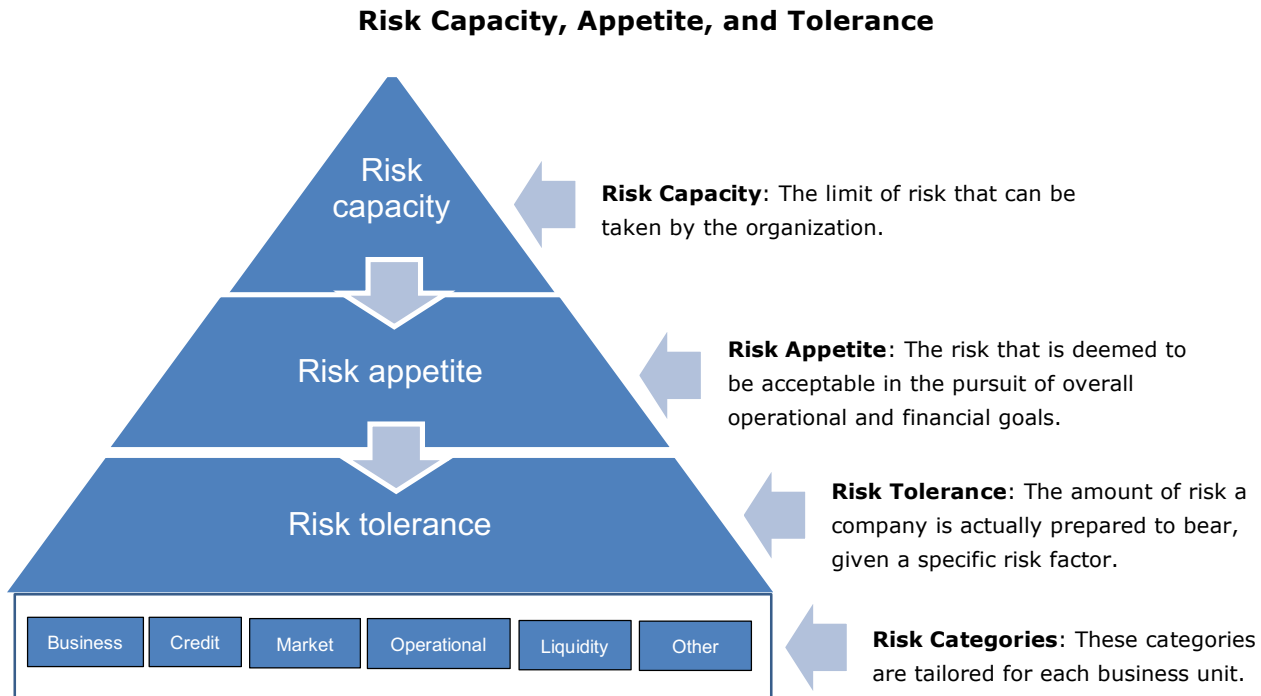 Risk Capacity, Appetite, and Tolerance
Risk
capacity
Risk Capacity: The limit of risk that can be
taken by the organization.
Risk appetite
Risk Appetite: The risk that is deemed to
be acceptable in the pursuit of overall
operational and financial goals.
Risk tolerance
Risk Tolerance: The amount of risk a
company is actually prepared to bear,
given a specific risk factor.
Business
Credit
Market
Operational
Liquidity
Other
Risk Categories: These categories
are tailored for each business unit.